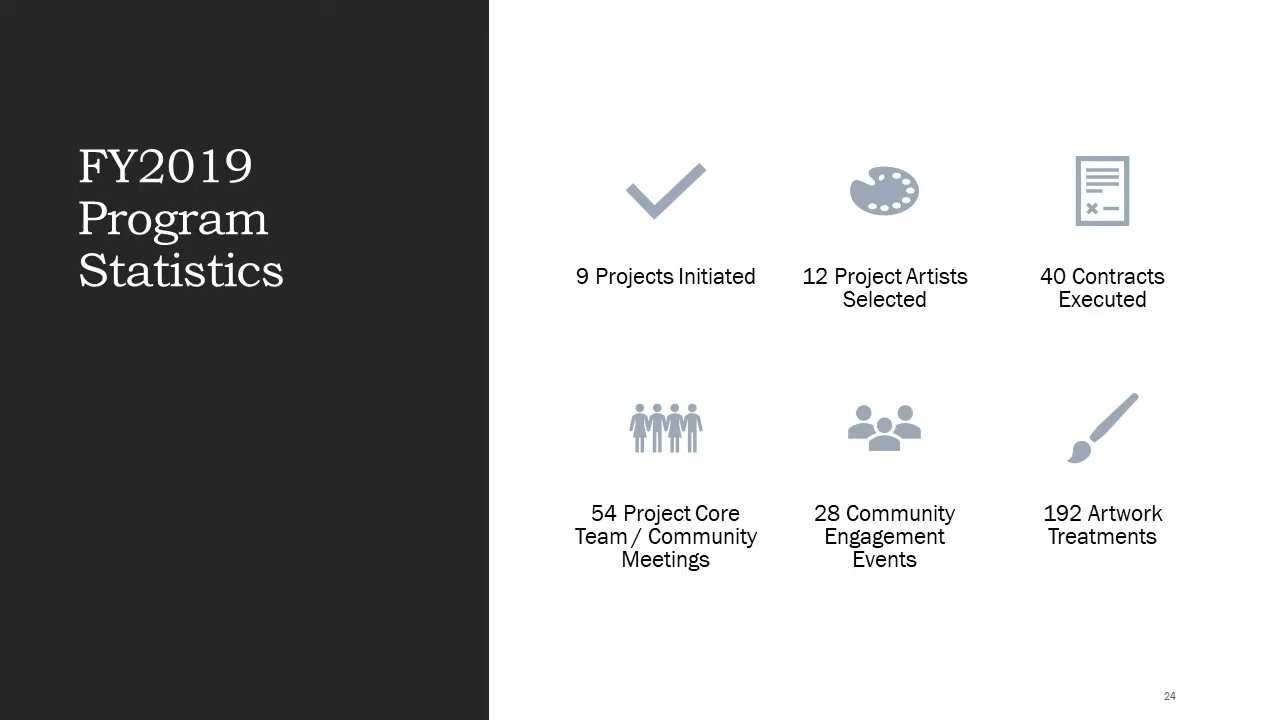 FY2019
Program
Statistics
9 Projects Initiated
12 Project Artists
Selected
40 Contracts
Executed
54 Project Core
Team / Community
Meetings
28 Community
Engagement
Events
192 Artwork
Treatments
24